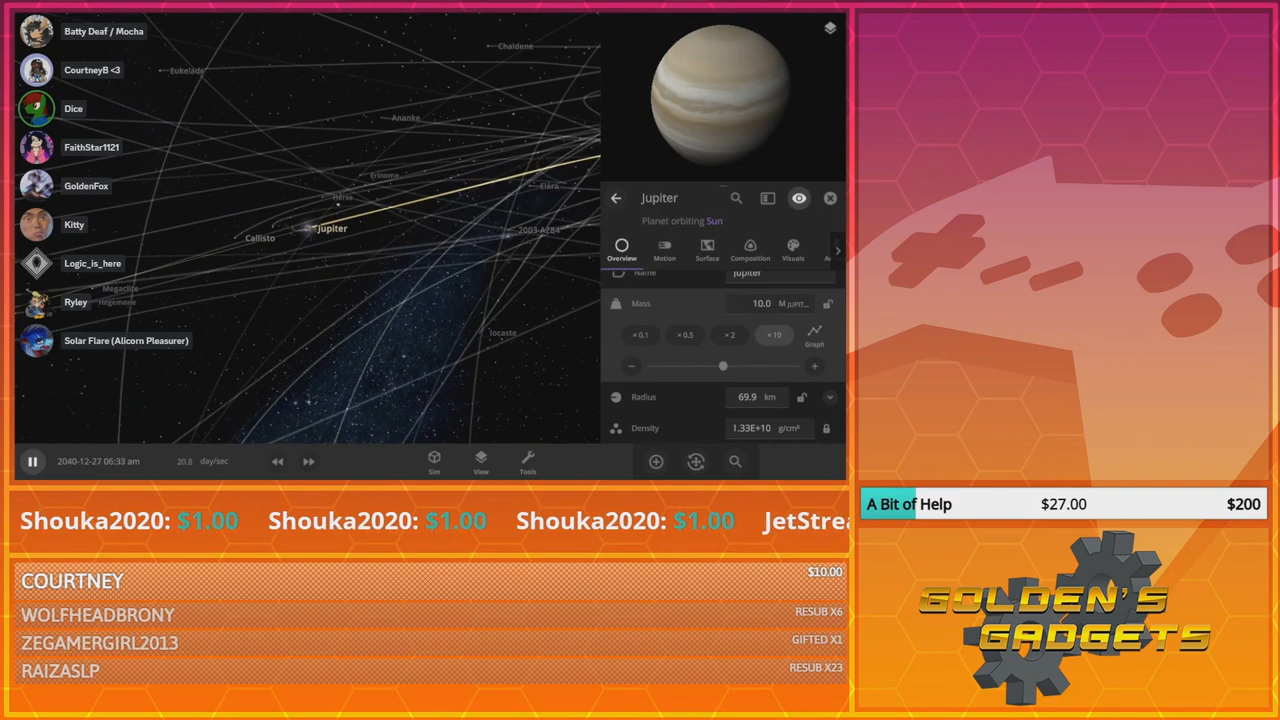 Batty Deaf / Mocha
CourtneyB <3
Dice
FaithStar1121
GoldenFox
Kitty
Logic_is_here
Ryley
Solar Flare (Alicorn Pleasurer)
Chaldene
Eukelade
Ananke
Erinome
Elara
Herse
Jupiter
Callisto
2003 A284
Megaclite
Hegemone
Iocaste
Jupiter
Planet orbiting Sun
Overview
Motion
Surface
Composition
Visuals
Name
Jupiter
Mass
10.0 M JUPIT...
× 0.1
× 0.5
× 2
× 10
Graph
Radius
69.9 km
Density
1.33E+10 g/cm³
2040-12-27 06:33 am
20.8 day/sec
Sim
View
Tools
Shouka2020: $1.00 Shouka2020: $1.00 Shouka2020: $1.00 JetStrea
COURTNEY $10.00
WOLFHEADBRONY RESUB X6
ZEGAMERGIRL2013 GIFTED X1
RAIZASLP RESUB X23
A Bit of Help $27.00 $200
GOLDEN'S
GADGETS